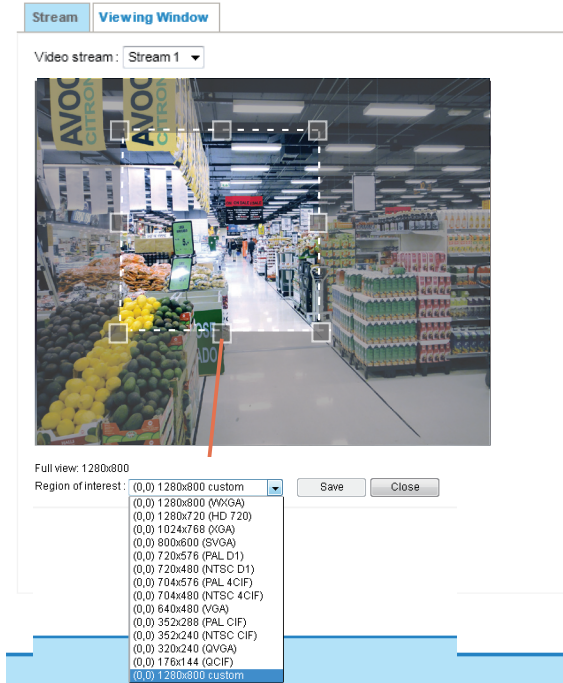 Stream Viewing Window
Video stream : Stream 1
AVOC
CITRON
AVOC
CITRON
Full view: 1280x800
Region of interest : (0,0) 1280x800 custom Save Close
(0,0) 1280x800 (WXGA)
(0,0) 1280x720 (HD 720)
(0,0) 1024x768 (XGA)
(0,0) 800x600 (SVGA)
(0,0) 720x576 (PAL D1)
(0,0) 720x480 (NTSC D1)
(0,0) 704x576 (PAL 4CIF)
(0,0) 704x480 (NTSC 4CIF)
(0,0) 640x480 (VGA)
(0,0) 352x288 (PAL CIF)
(0,0) 352x240 (NTSC CIF)
(0,0) 320x240 (QVGA)
(0,0) 176x144 (QCIF)
(0,0) 1280x800 custom